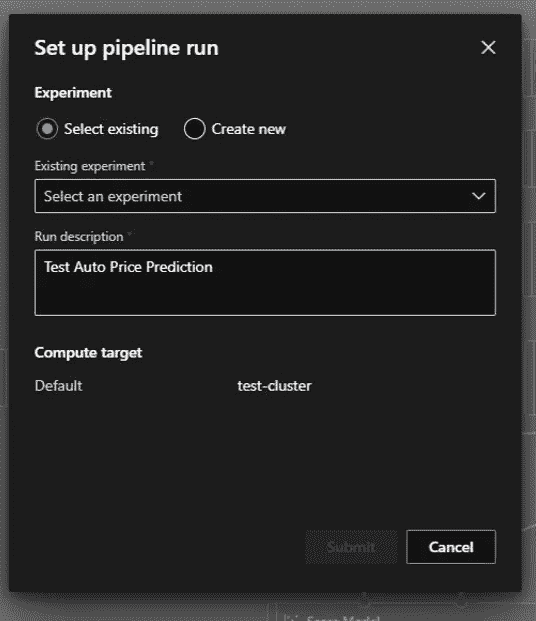 Set up pipeline run
Experiment
Select existing Create new
Existing experiment *
Select an experiment
Run description *
Test Auto Price Prediction
Compute target
Default test-cluster
Submit Cancel
Score Model